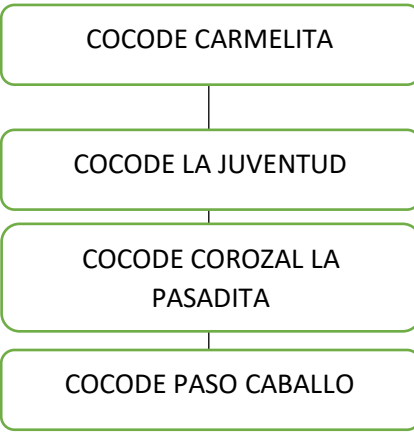 COCODE CARMELITA
COCODE LA JUVENTUD
COCODE COROZAL LA
PASADITA
COCODE PASO CABALLO